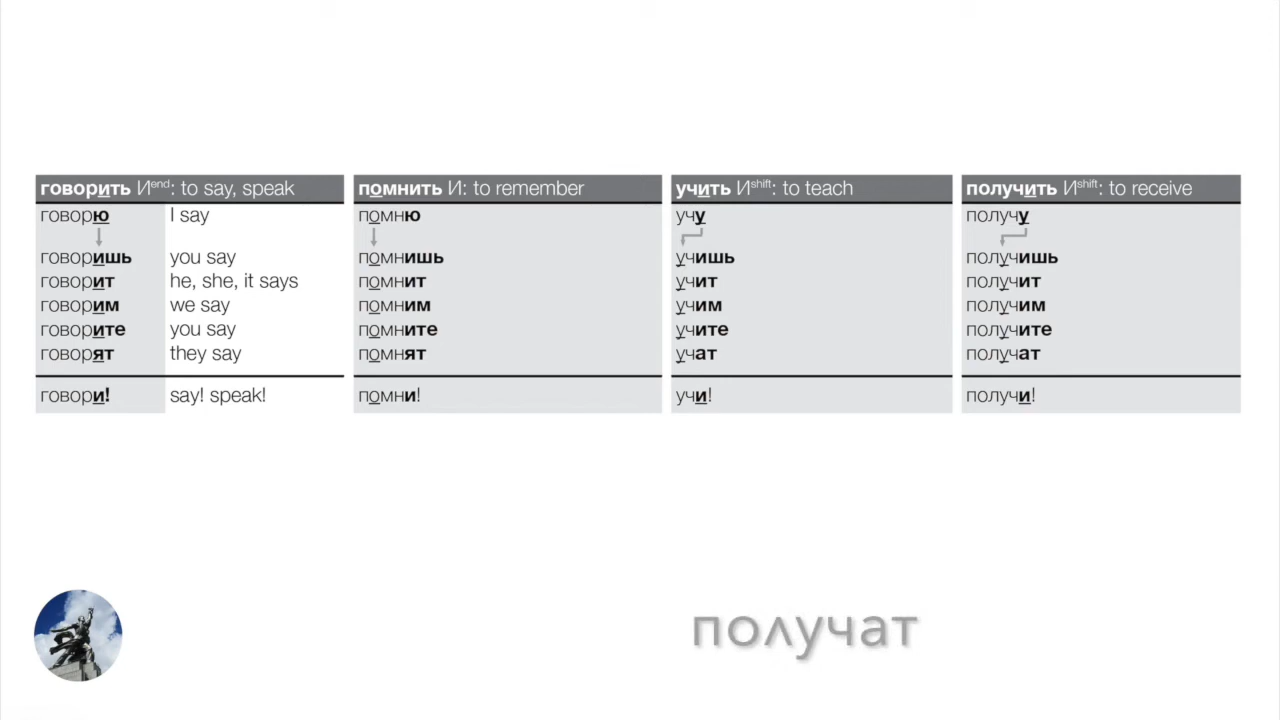 говорить Иend: to say, speak
говорю I say
говоришь you say
говорит he, she, it says
говорим we say
говорите you say
говорят they say
говори! say! speak!
помнить И: to remember
помню
помнишь
помнит
помним
помните
помнят
помни!
учить Иshift: to teach
учу
учишь
учит
учим
учите
учат
учи!
получить Иshift: to receive
получу
получишь
получит
получим
получите
получат
получи!
получат